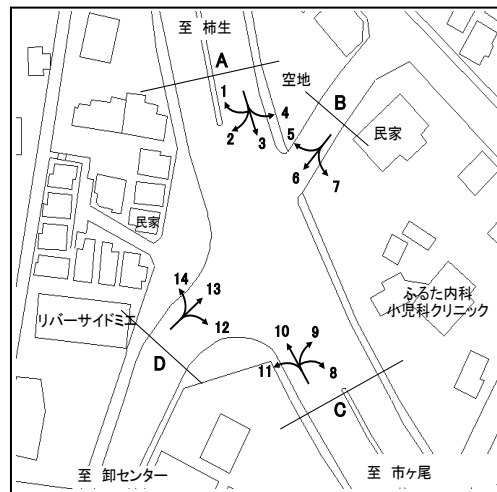 至 柿生
A
空地
1
4
B
2
3
5
民家
6
7
民家
14
13
ふるた内科
小児科クリニック
リバーサイドミエ
12
10
9
D
11
8
C
至 卸センター
至 市ヶ尾